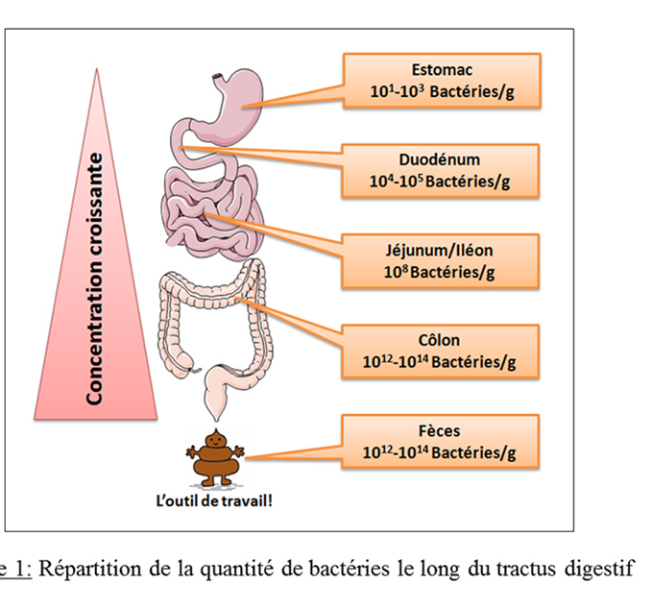 Estomac
10¹-10³ Bactéries/g
Duodénum
10⁴-10⁵ Bactéries/g
Jéjunum/Iléon
10⁸ Bactéries/g
Côlon
10¹²-10¹⁴ Bactéries/g
Fèces
10¹²-10¹⁴ Bactéries/g
Concentration croissante
L'outil de travail!
e 1: Répartition de la quantité de bactéries le long du tractus digestif